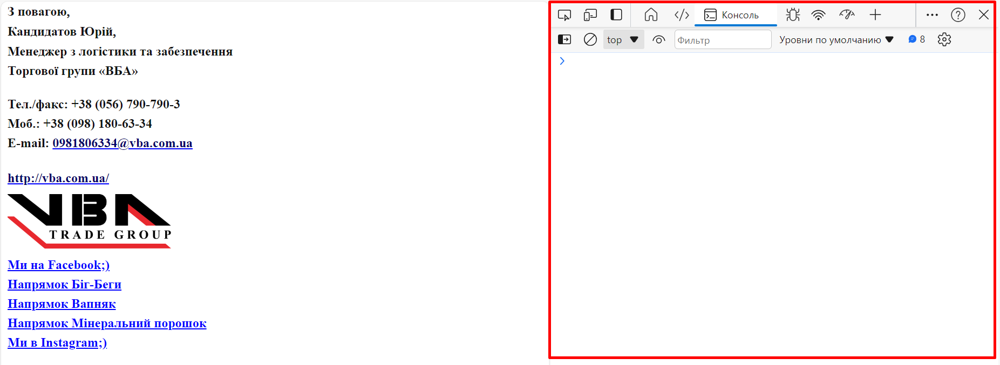 З повагою,
Кандидатов Юрій,
Менеджер з логістики та забезпечення
Торгової групи «ВБА»
Тел./факс: +38 (056) 790-790-3
Моб.: +38 (098) 180-63-34
E-mail: 0981806334@vba.com.ua
http://vba.com.ua/
VBA
TRADE GROUP
Ми на Facebook;)
Напрямок Біг-Беги
Напрямок Вапняк
Напрямок Мінеральний порошок
Ми в Instagram;)
Консоль
top Фильтр Уровни по умолчанию 8